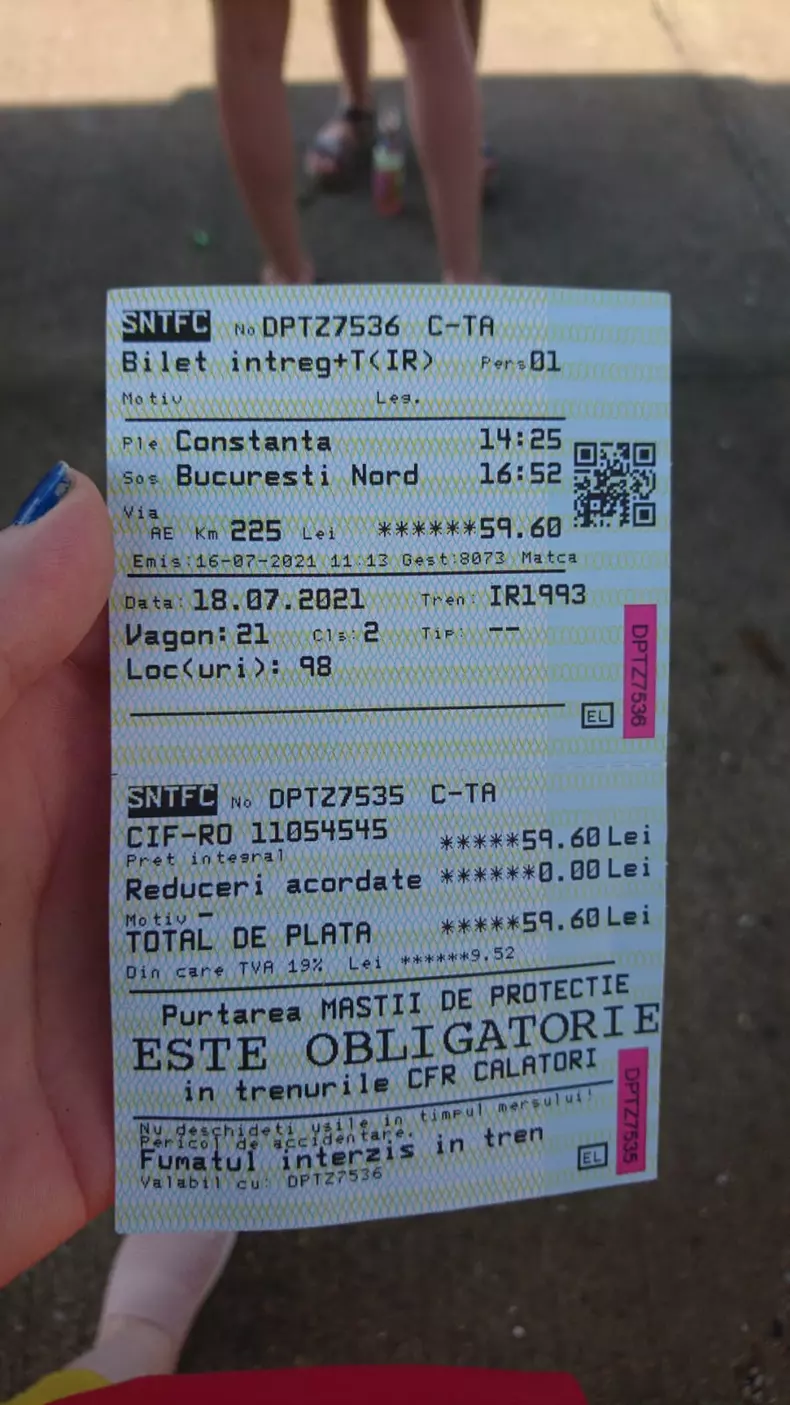 SNTFC No DPTZ7536 C-TA
Bilet intreg+T(IR) Pers 01
Motiv Leg.
Ple Constanta 14:25
Sos Bucuresti Nord 16:52
Via
AE Km 225 Lei ******59.60
Emis:16-07-2021 11:13 Gest:8073 Matca
Data: 18.07.2021 Tren: IR1993
Vagon: 21 Cls: 2 Tip: --
Loc(uri): 98
DPTZ7536
EL
SNTFC No DPTZ7535 C-TA
CIF-RO 11054545
Pret integral *****59.60 Lei
Reduceri acordate ******0.00 Lei
Motiv —
TOTAL DE PLATA *****59.60 Lei
Din care TVA 19% Lei ******9.52
Purtarea MASTII DE PROTECTIE
ESTE OBLIGATORIE
in trenurile CFR CALATORI
Nu deschideti usile in timpul mersului!
Pericol de accidentare.
Fumatul interzis in tren
Valabil cu: DPTZ7536
EL
DPTZ7535